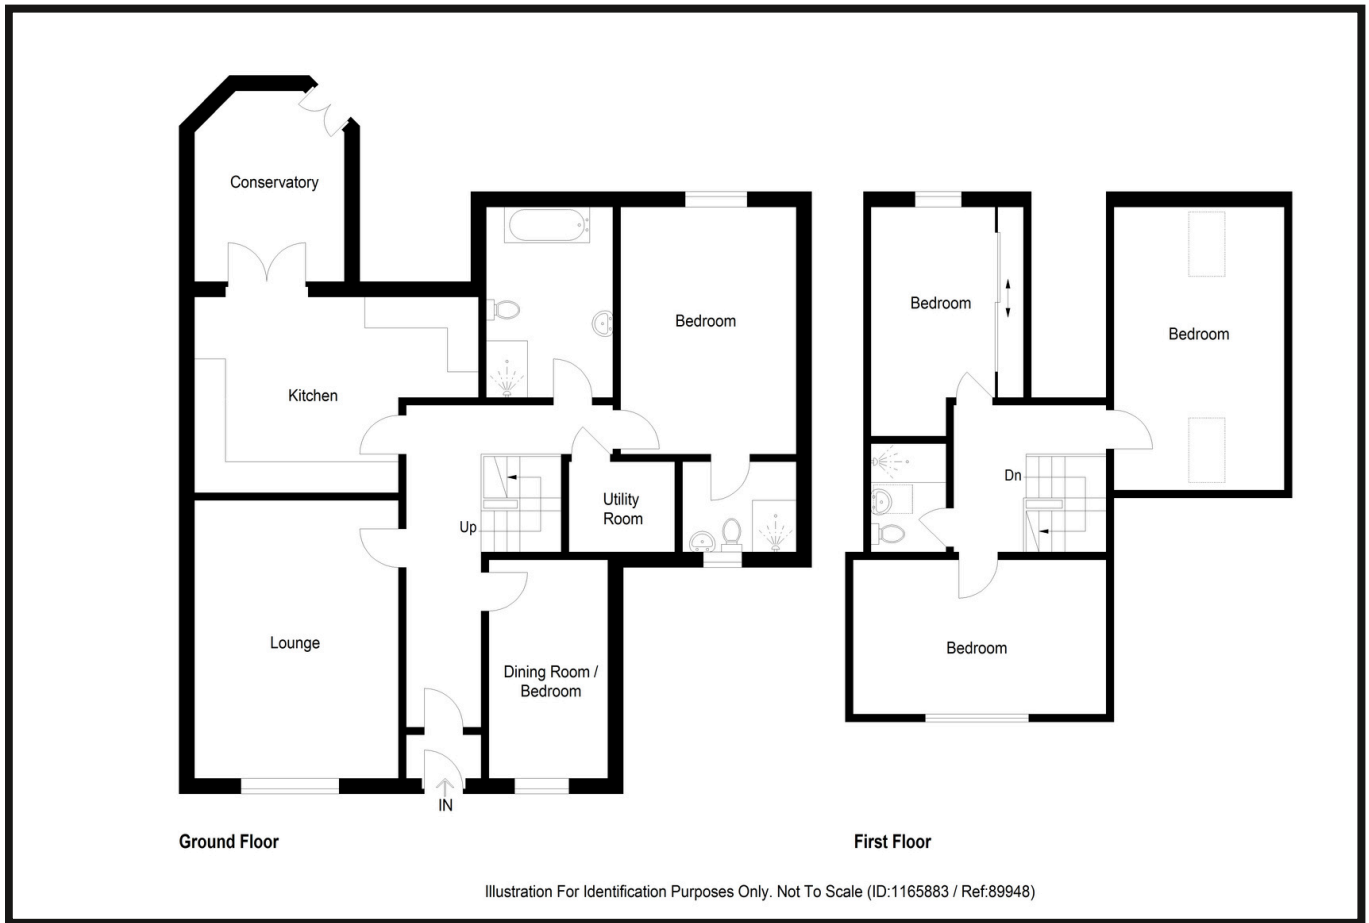 Conservatory
Bedroom
Kitchen
Utility
Room
Up
Lounge
Dining Room /
Bedroom
IN
Ground Floor
Bedroom
Bedroom
Dn
Bedroom
First Floor
Illustration For Identification Purposes Only. Not To Scale (ID:1165883 / Ref:89948)